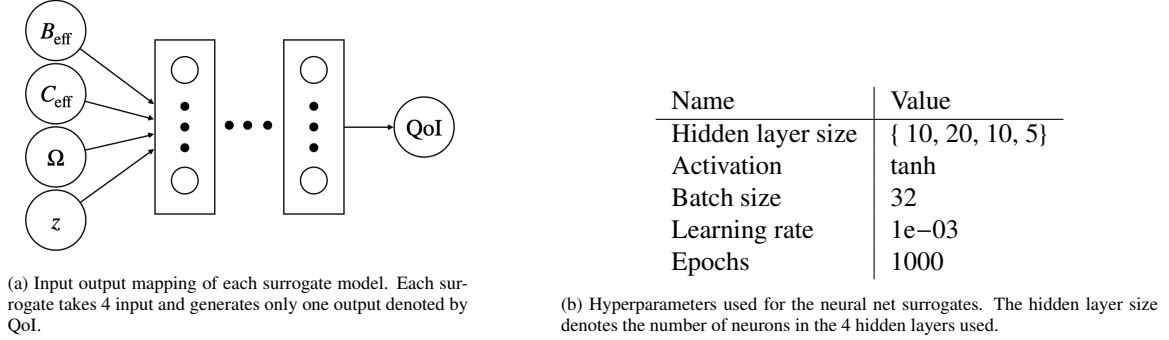 B_eff
C_eff
Ω
z
QoI
(a) Input output mapping of each surrogate model. Each sur-
rogate takes 4 input and generates only one output denoted by
QoI.
Name Value
Hidden layer size { 10, 20, 10, 5}
Activation tanh
Batch size 32
Learning rate 1e−03
Epochs 1000
(b) Hyperparameters used for the neural net surrogates. The hidden layer size
denotes the number of neurons in the 4 hidden layers used.